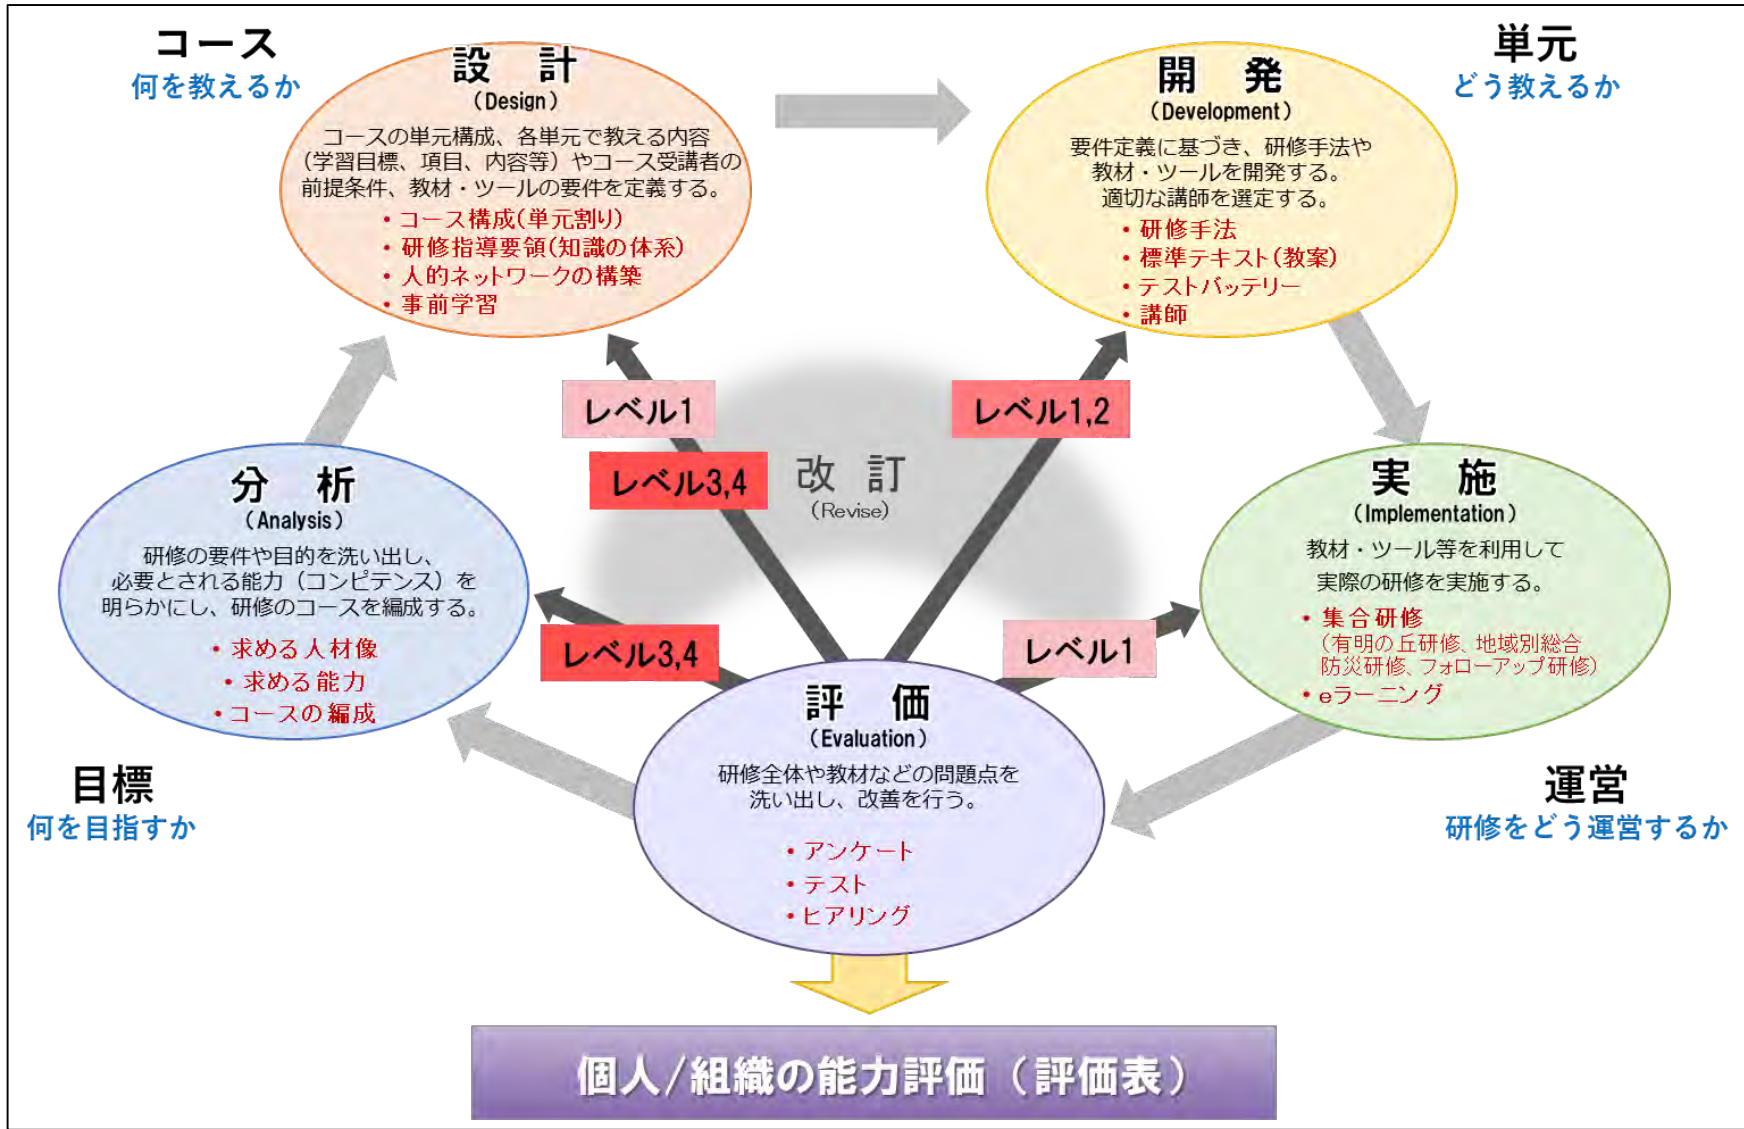 コース
何を教えるか
設 計
(Design)
コースの単元構成、各単元で教える内容
(学習目標、項目、内容等)やコース受講者の
前提条件、教材・ツールの要件を定義する。
・コース構成(単元割り)
・研修指導要領(知識の体系)
・人的ネットワークの構築
・事前学習
単元
どう教えるか
開 発
(Development)
要件定義に基づき、研修手法や
教材・ツールを開発する。
適切な講師を選定する。
・研修手法
・標準テキスト(教案)
・テストバッテリー
・講師
レベル1
レベル3,4
レベル1,2
改 訂
(Revise)
分 析
(Analysis)
研修の要件や目的を洗い出し、
必要とされる能力(コンピテンス)を
明らかにし、研修のコースを編成する。
・求める人材像
・求める能力
・コースの編成
目標
何を目指すか
レベル3,4
レベル1
実 施
(Implementation)
教材・ツール等を利用して
実際の研修を実施する。
・集合研修
(有明の丘研修、地域別総合
防災研修、フォローアップ研修)
・eラーニング
運営
研修をどう運営するか
評 価
(Evaluation)
研修全体や教材などの問題点を
洗い出し、改善を行う。
・アンケート
・テスト
・ヒアリング
個人/組織の能力評価(評価表)